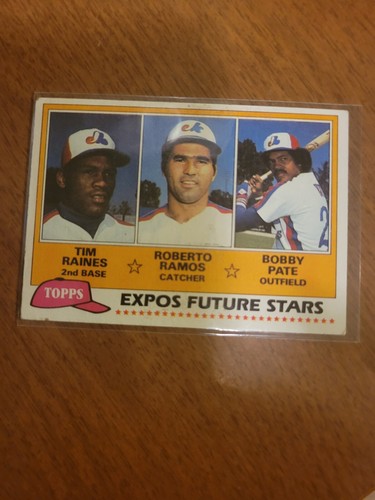 TIM
RAINES
2nd BASE
ROBERTO
RAMOS
CATCHER
BOBBY
PATE
OUTFIELD
TOPPS
EXPOS FUTURE STARS